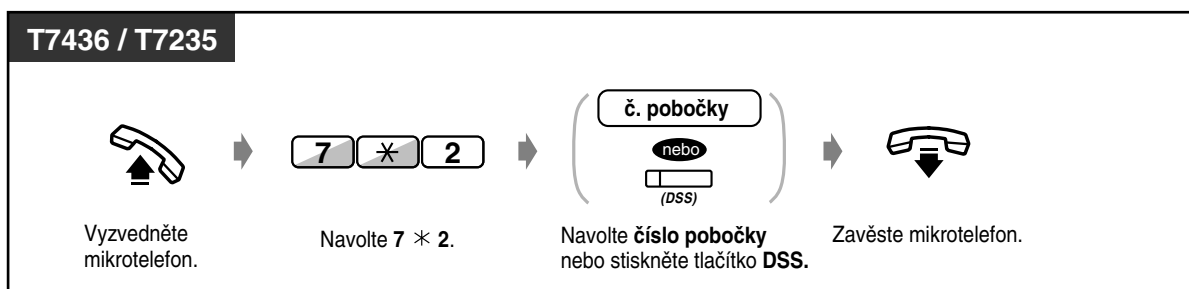 T7436 / T7235
č. pobočky
7 ✳ 2
nebo
(DSS)
Vyzvedněte
mikrotelefon.
Navolte 7 ✳ 2.
Navolte číslo pobočky
nebo stiskněte tlačítko DSS.
Zavěste mikrotelefon.